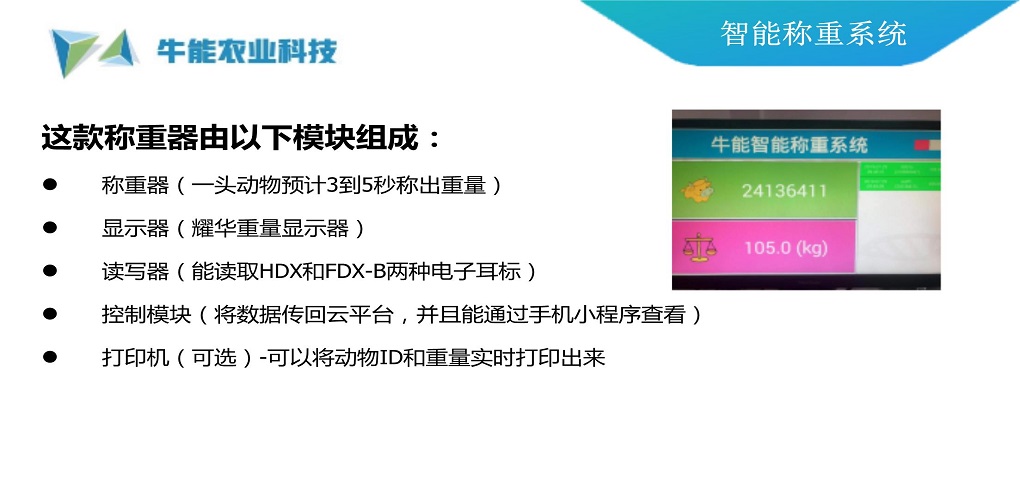 牛能农业科技
智能称重系统
这款称重器由以下模块组成：
● 称重器（一头动物预计3到5秒称出重量）
● 显示器（耀华重量显示器）
● 读写器（能读取HDX和FDX-B两种电子耳标）
● 控制模块（将数据传回云平台，并且能通过手机小程序查看）
● 打印机（可选）-可以将动物ID和重量实时打印出来
牛能智能称重系统
24136411
105.0 (kg)